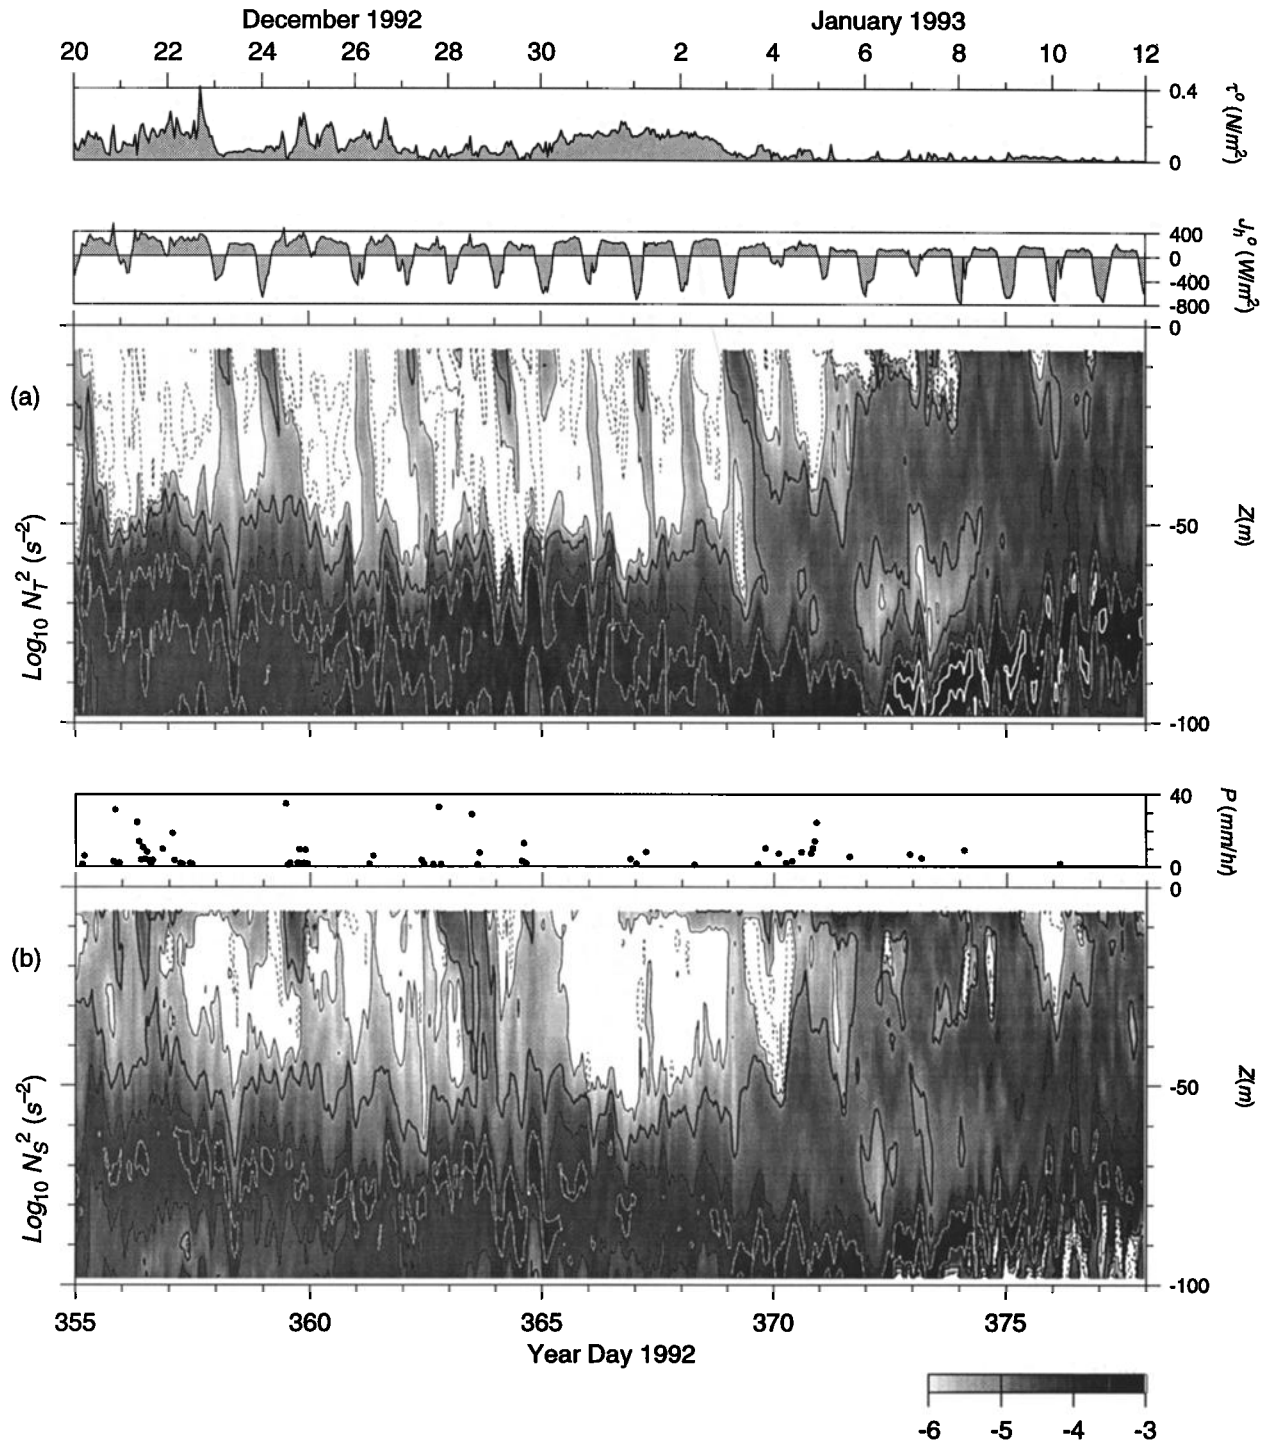 December 1992 January 1993
20 22 24 26 28 30 2 4 6 8 10 12
0.4
0
τ° (N/m²)
400
0
-400
-800
J_h° (W/m²)
(a)
Log₁₀ N_T² (s⁻²)
0
-50
-100
Z(m)
40
0
P (mm/hr)
(b)
Log₁₀ N_S² (s⁻²)
0
-50
-100
Z(m)
355 360 365 370 375
Year Day 1992
-6 -5 -4 -3